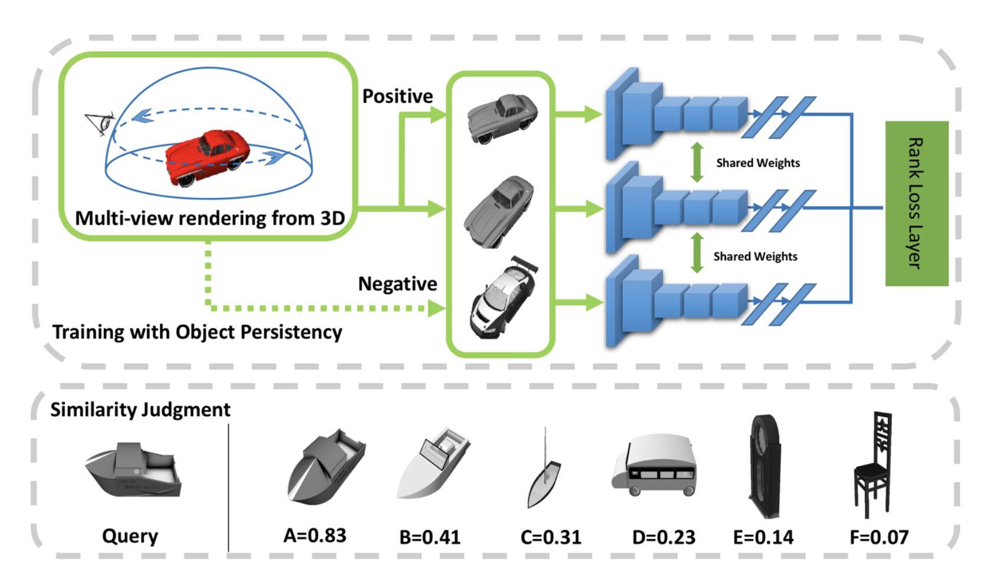 Positive
Multi-view rendering from 3D
Negative
Training with Object Persistency
Shared Weights
Shared Weights
Rank Loss Layer
Similarity Judgment
Query
A=0.83
B=0.41
C=0.31
D=0.23
E=0.14
F=0.07